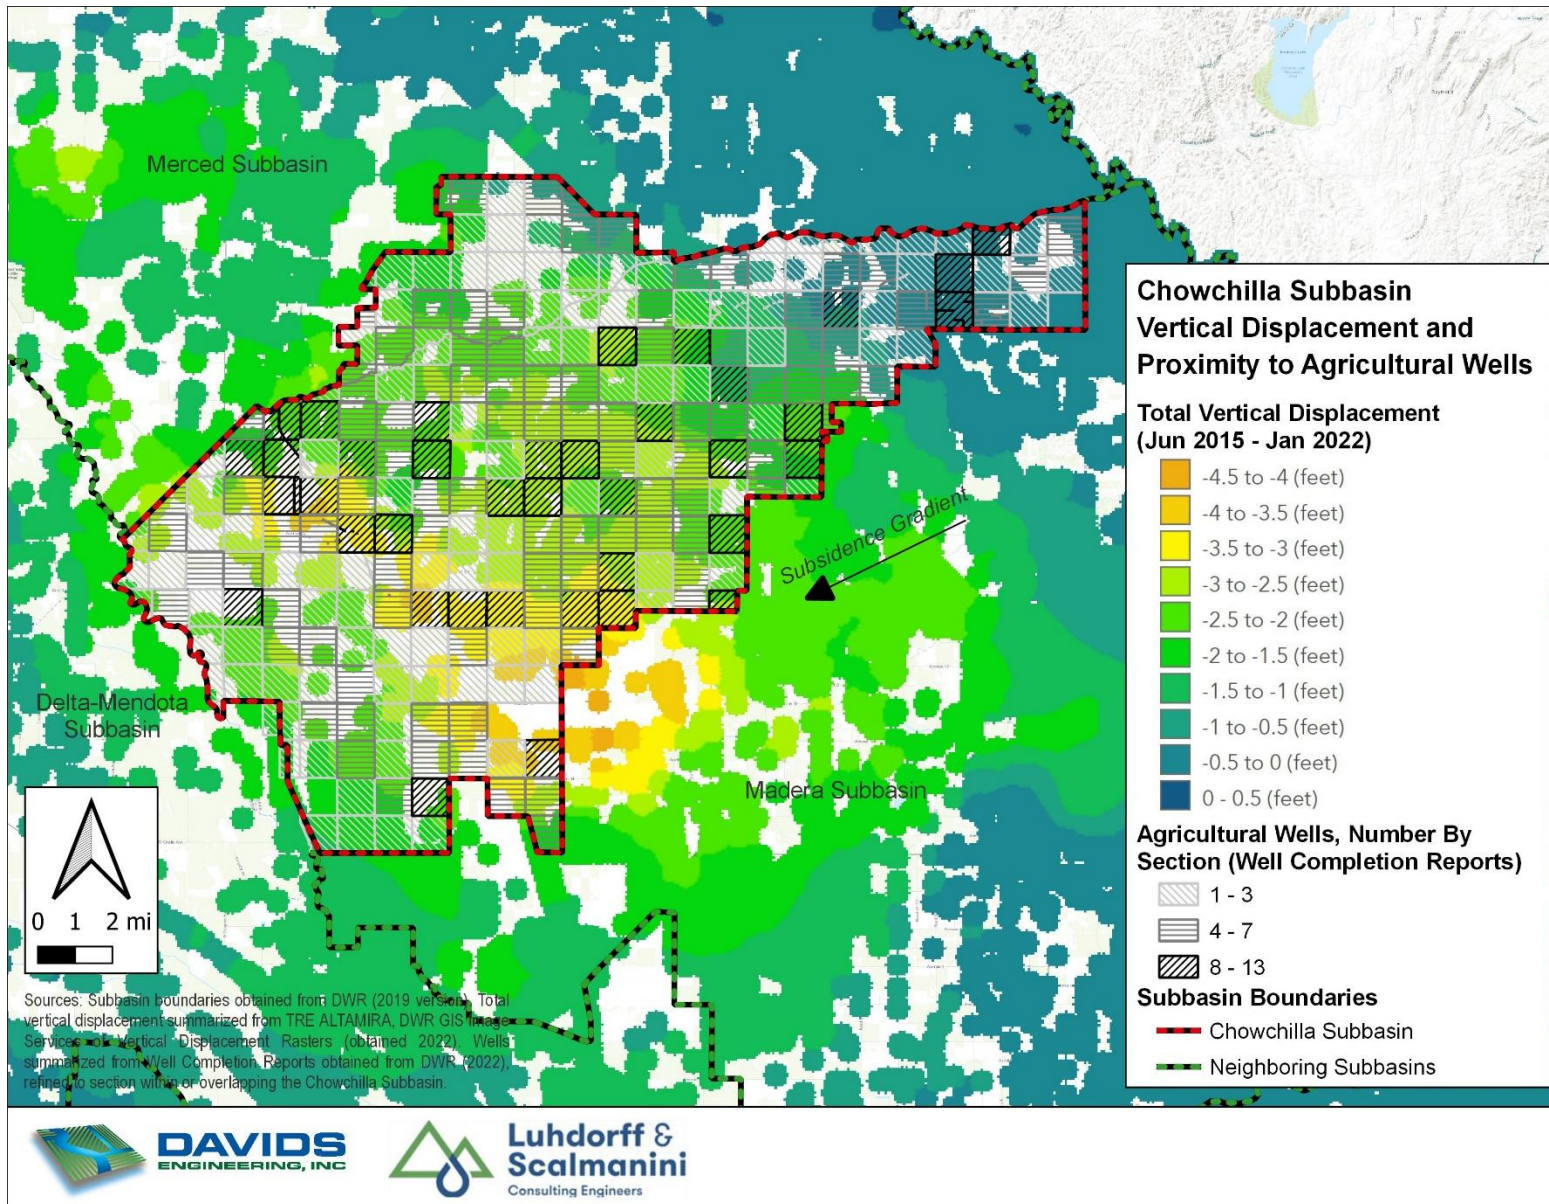 Merced Subbasin
Subsidence Gradient
Delta-Mendota
Subbasin
Madera Subbasin
0 1 2 mi
Sources: Subbasin boundaries obtained from DWR (2019 version). Total
vertical displacement summarized from TRE ALTAMIRA, DWR GIS Image
Services of Vertical Displacement Rasters (obtained 2022). Wells
summarized from Well Completion Reports obtained from DWR (2022),
refined to section within or overlapping the Chowchilla Subbasin.
Chowchilla Subbasin
Vertical Displacement and
Proximity to Agricultural Wells
Total Vertical Displacement
(Jun 2015 - Jan 2022)
-4.5 to -4 (feet)
-4 to -3.5 (feet)
-3.5 to -3 (feet)
-3 to -2.5 (feet)
-2.5 to -2 (feet)
-2 to -1.5 (feet)
-1.5 to -1 (feet)
-1 to -0.5 (feet)
-0.5 to 0 (feet)
0 - 0.5 (feet)
Agricultural Wells, Number By
Section (Well Completion Reports)
1 - 3
4 - 7
8 - 13
Subbasin Boundaries
Chowchilla Subbasin
Neighboring Subbasins
DAVIDS
ENGINEERING, INC
Luhdorff &
Scalmanini
Consulting Engineers